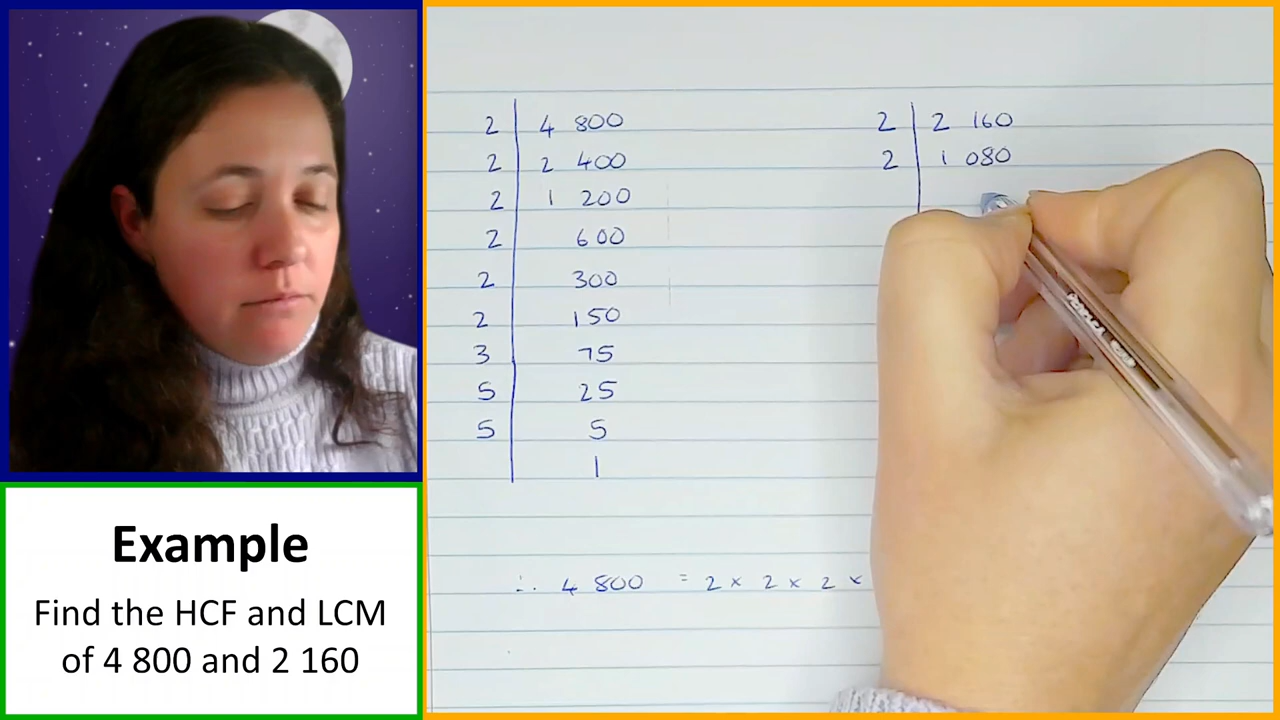 2 4 800
2 2 400
2 1 200
2 600
2 300
2 150
3 75
5 25
5 5
1
∴ 4 800 = 2 × 2 × 2 ×
2 2 160
2 1 080
Example
Find the HCF and LCM
of 4 800 and 2 160